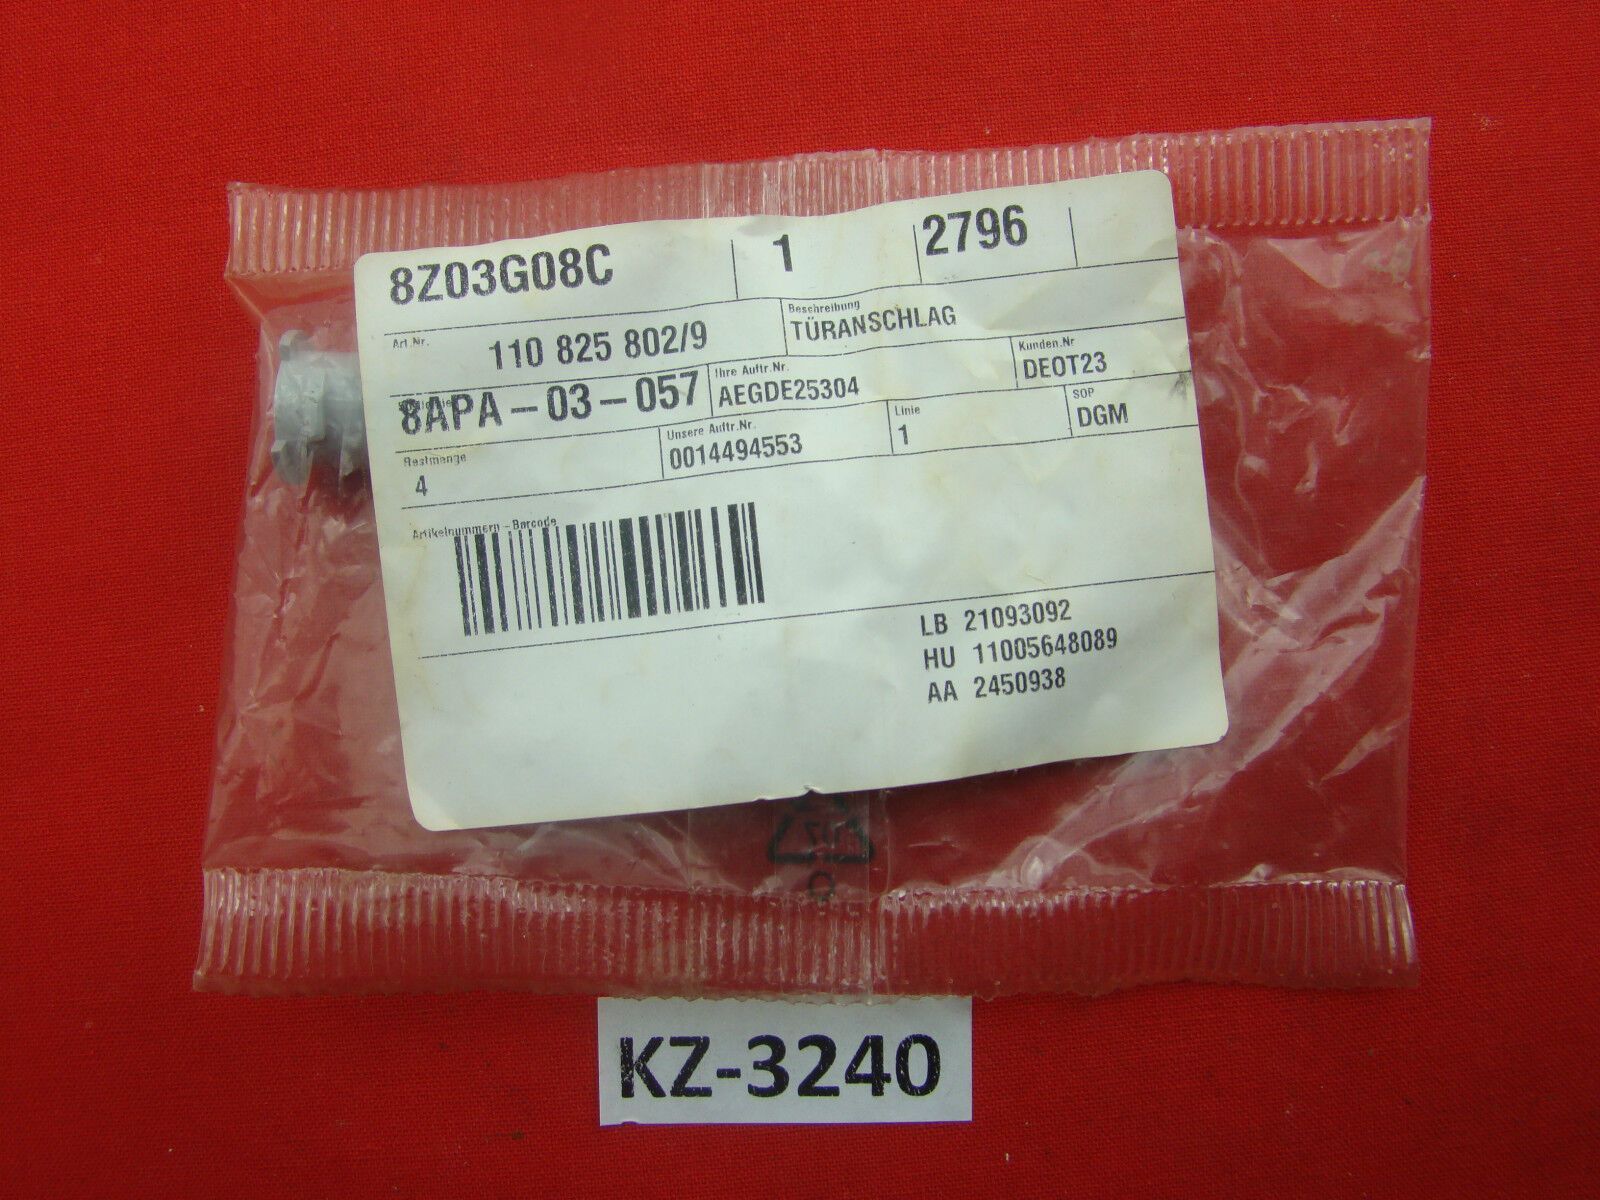 8Z03G08C 1 2796
Art.Nr. 110 825 802/9 Beschreibung TÜRANSCHLAG
8APA-03-057 Ihre Auftr.Nr. AEGDE25304 Kunden.Nr DEOT23
Restmenge 4 Unsere Auftr.Nr. 0014494553 Linie 1 SOP DGM
Artikelnummern-Barcode
LB 21093092
HU 11005648089
AA 2450938
KZ-3240